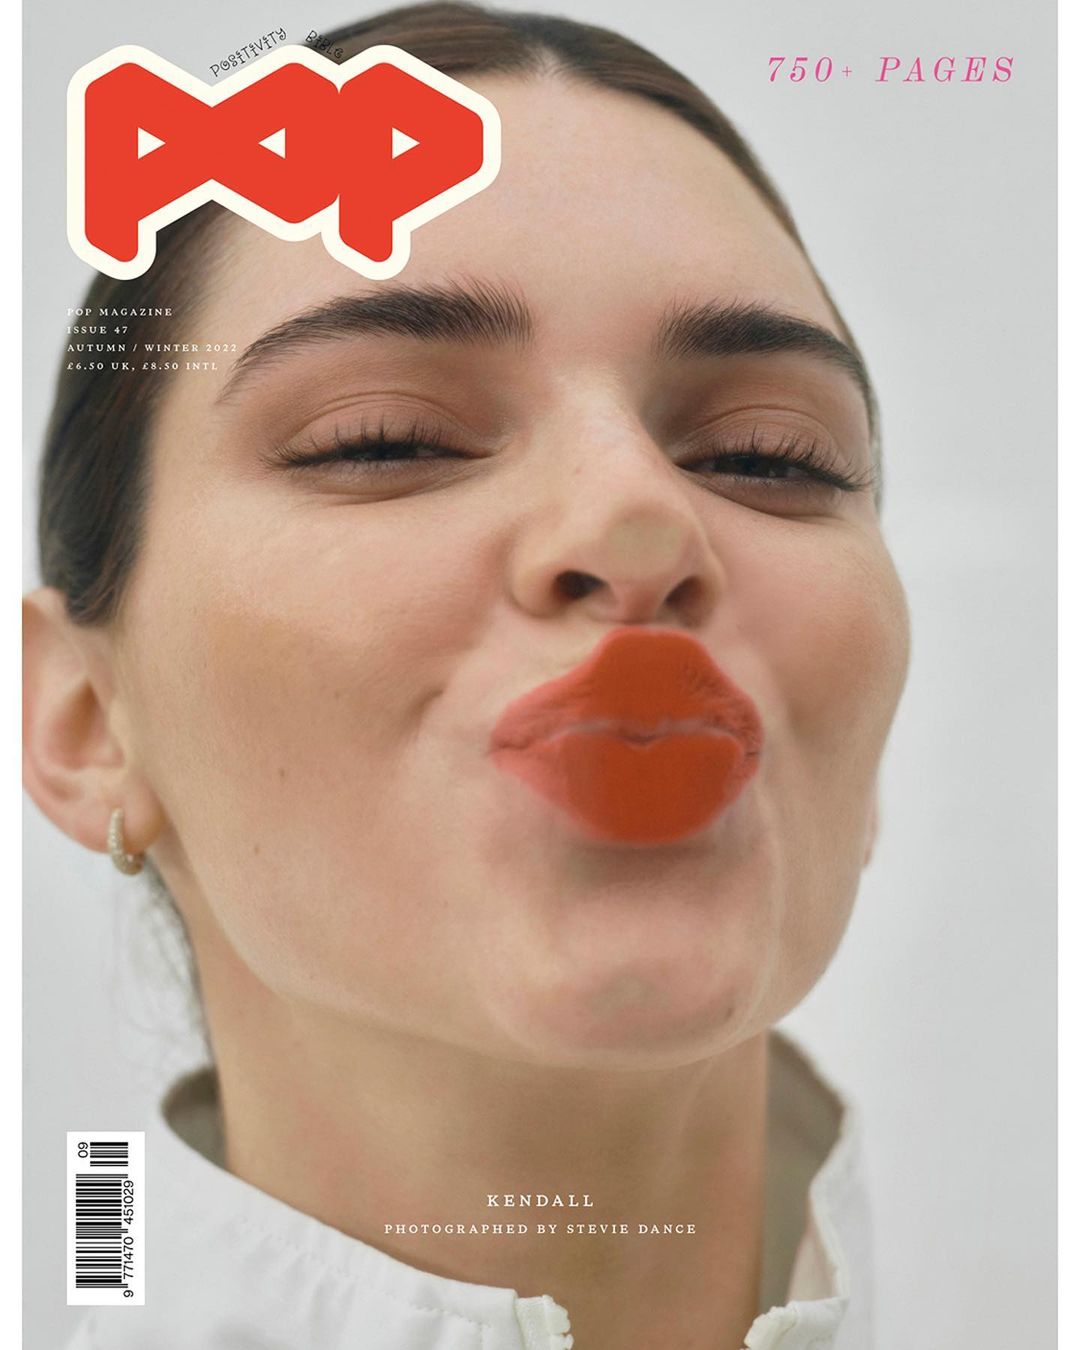 POSITIVITY BIBLE
pop
750+ PAGES
POP MAGAZINE
ISSUE 47
AUTUMN / WINTER 2022
£6.50 UK, £8.50 INTL
KENDALL
PHOTOGRAPHED BY STEVIE DANCE
09
9 771470 451029